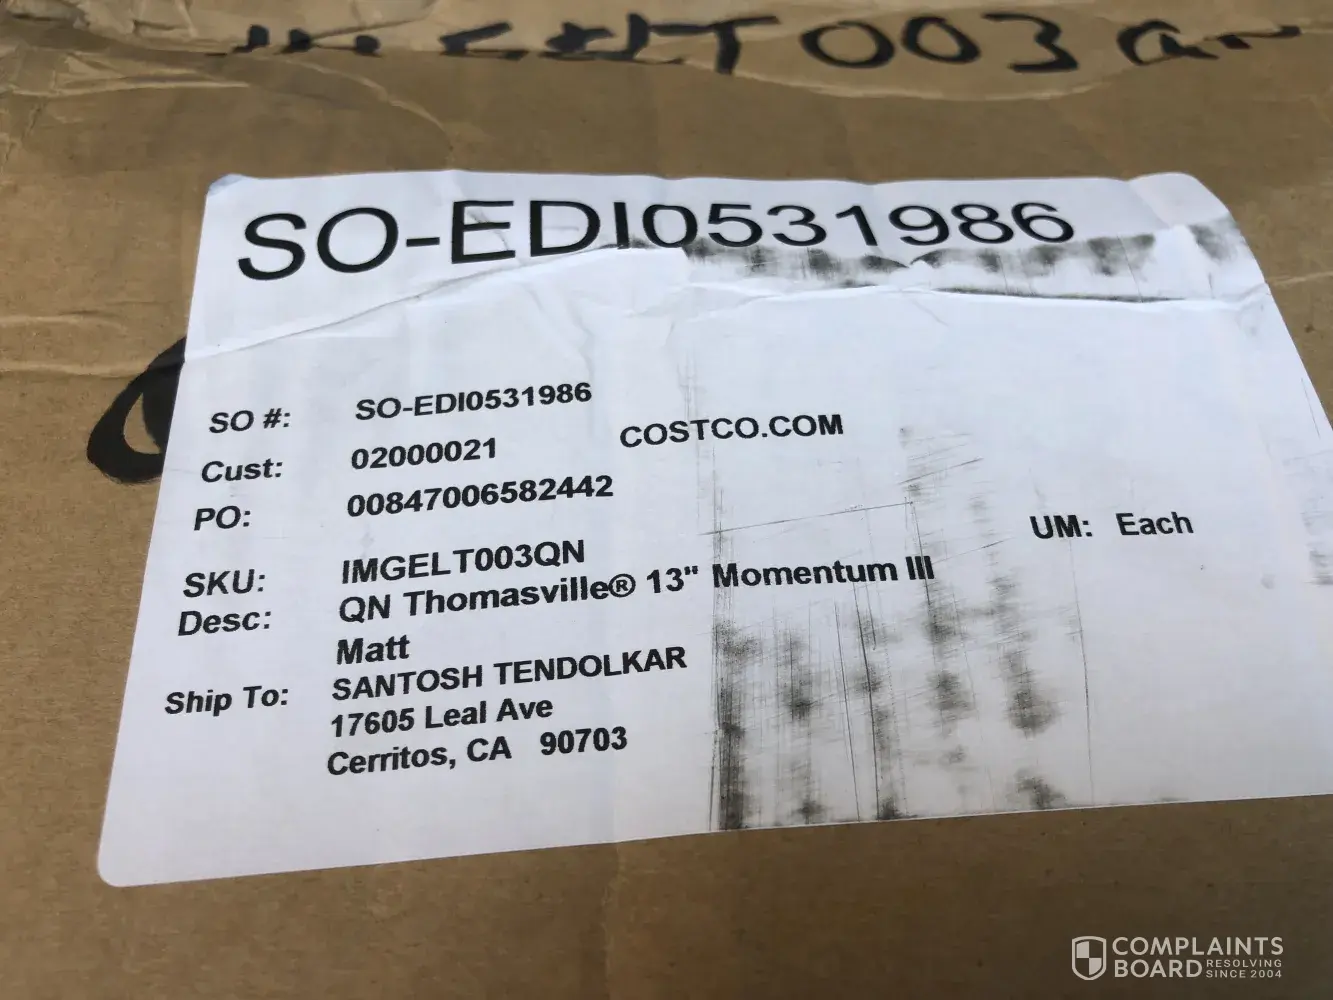 T003
SO-EDI0531986
SO #: SO-EDI0531986
Cust: 02000021 COSTCO.COM
PO: 00847006582442
UM: Each
SKU: IMGELT003QN
Desc: QN Thomasville® 13" Momentum III
Matt
Ship To: SANTOSH TENDOLKAR
17605 Leal Ave
Cerritos, CA 90703
COMPLAINTS
BOARD RESOLVING
SINCE 2004